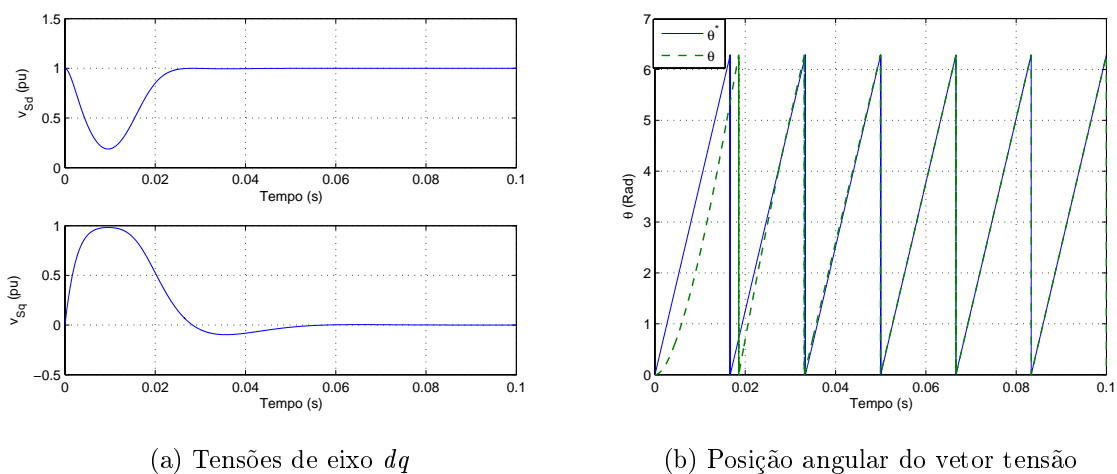 1.5
1
0.5
0
v_Sd (pu)
0 0.02 0.04 0.06 0.08 0.1
Tempo (s)
1
0.5
0
−0.5
v_Sq (pu)
0 0.02 0.04 0.06 0.08 0.1
Tempo (s)
(a) Tensões de eixo dq
7
6
5
4
3
2
1
0
θ (Rad)
θ*
θ
0 0.02 0.04 0.06 0.08 0.1
Tempo (s)
(b) Posição angular do vetor tensão